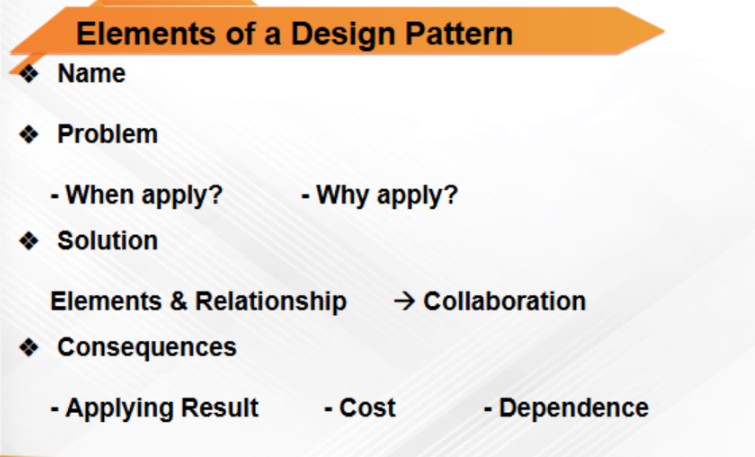 Elements of a Design Pattern
❖ Name
❖ Problem
- When apply? - Why apply?
❖ Solution
Elements & Relationship → Collaboration
❖ Consequences
- Applying Result - Cost - Dependence